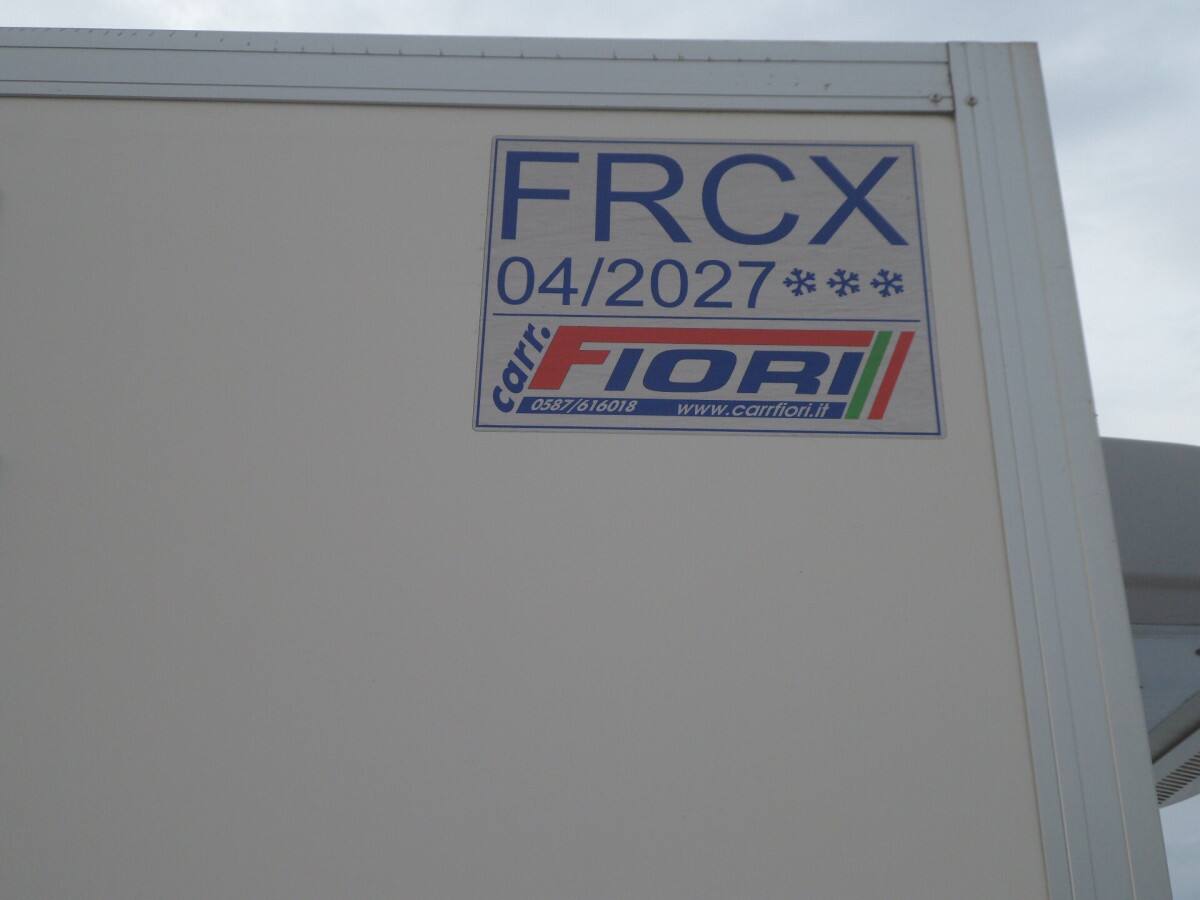 FRCX
04/2027***
carr. FIORI
0587/616018 www.carrfiori.it